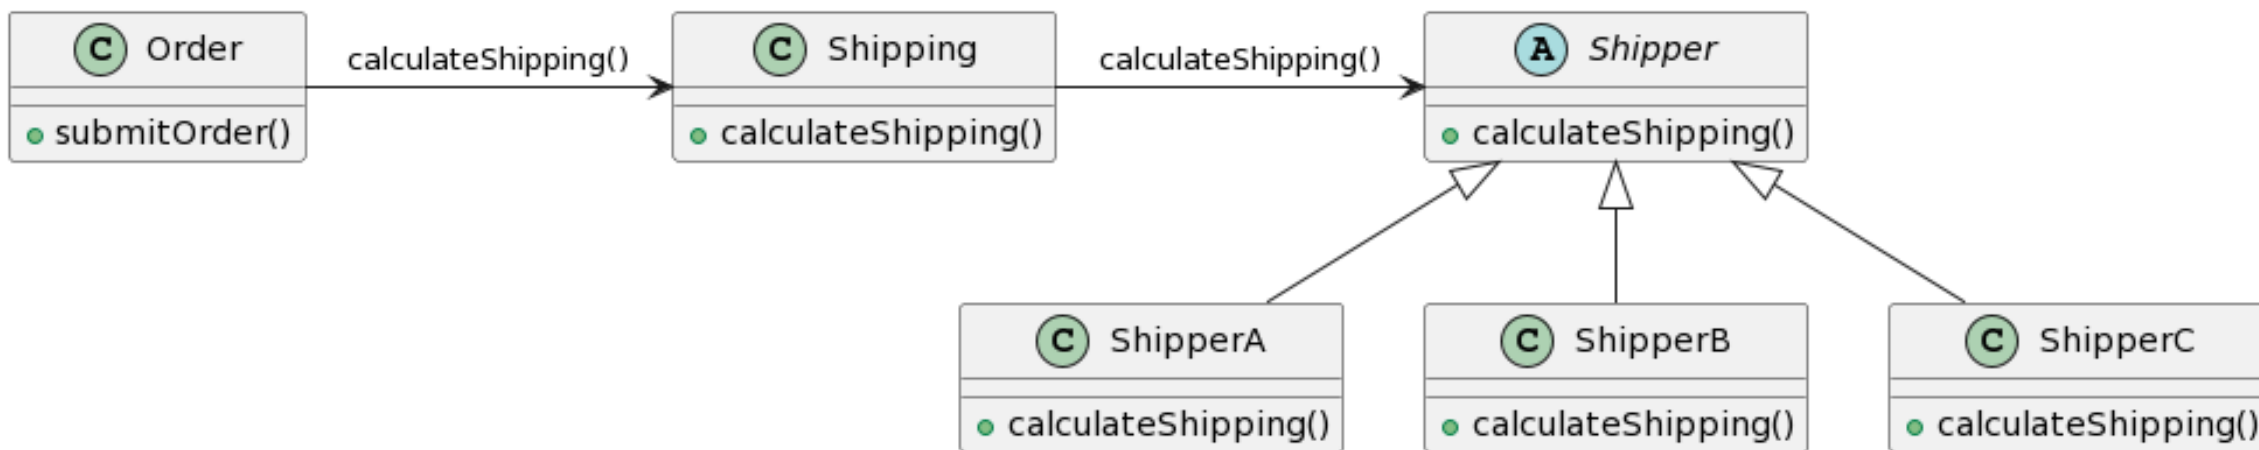 C Order
calculateShipping()
C Shipping
calculateShipping()
A Shipper
submitOrder()
calculateShipping()
calculateShipping()
C ShipperA
C ShipperB
C ShipperC
calculateShipping()
calculateShipping()
calculateShipping()